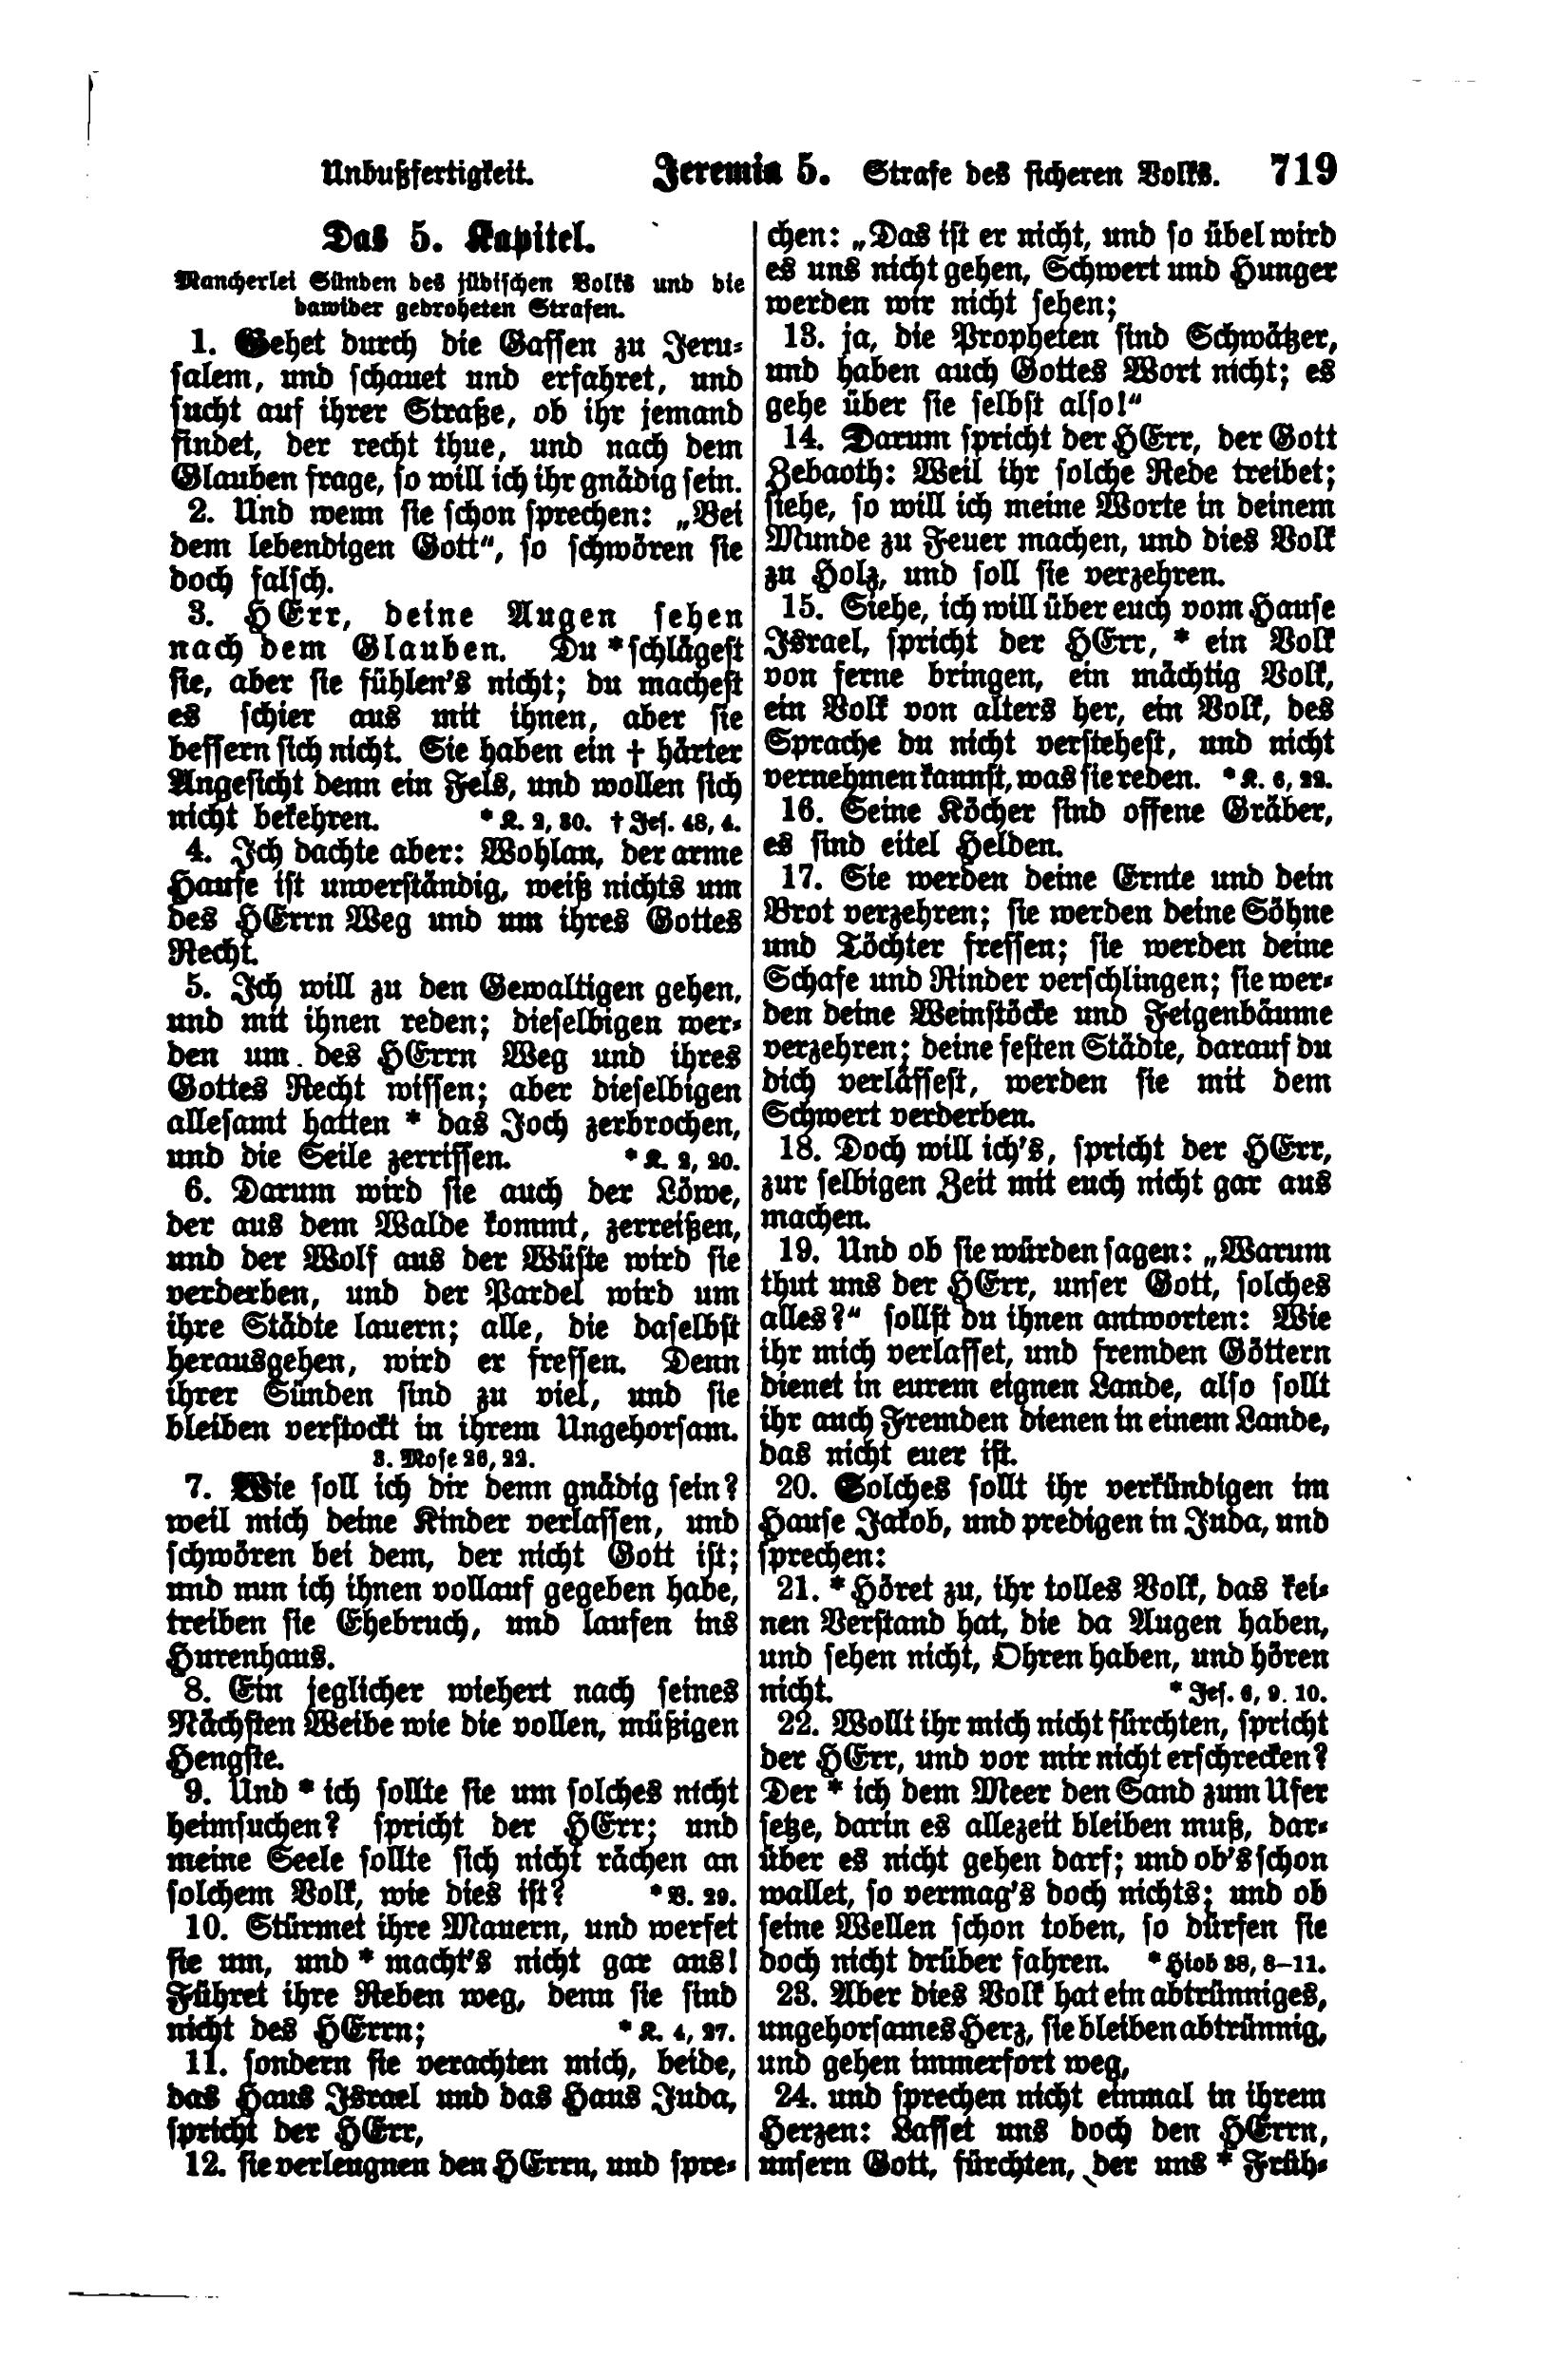 Unbußfertigkeit. Jeremia 5. Strafe des sicheren Volks. 719
Das 5. Kapitel.
Mancherlei Sünden des jüdischen Volks und die
dawider gedroheten Strafen.
1. Gehet durch die Gassen zu Jeru-
salem, und schauet und erfahret, und
sucht auf ihrer Straße, ob ihr jemand
findet, der recht thue, und nach dem
Glauben frage, so will ich ihr gnädig sein.
2. Und wenn sie schon sprechen: „Bei
dem lebendigen Gott“, so schwören sie
doch falsch.
3. HErr, deine Augen sehen
nach dem Glauben. Du * schlägest
sie, aber sie fühlen's nicht; du machest
es schier aus mit ihnen, aber sie
bessern sich nicht. Sie haben ein † härter
Angesicht denn ein Fels, und wollen sich
nicht bekehren. * K. 2, 30. † Jes. 48, 4.
4. Ich dachte aber: Wohlan, der arme
Haufe ist unverständig, weiß nichts um
des HErrn Weg und um ihres Gottes
Recht.
5. Ich will zu den Gewaltigen gehen,
und mit ihnen reden; dieselbigen wer-
den um des HErrn Weg und ihres
Gottes Recht wissen; aber dieselbigen
allesamt hatten * das Joch zerbrochen,
und die Seile zerrissen. * K. 2, 20.
6. Darum wird sie auch der Löwe,
der aus dem Walde kommt, zerreißen,
und der Wolf aus der Wüste wird sie
verderben, und der Pardel wird um
ihre Städte lauern; alle, die daselbst
herausgehen, wird er fressen. Denn
ihrer Sünden sind zu viel, und sie
bleiben verstockt in ihrem Ungehorsam.
3. Mose 26, 22.
7. Wie soll ich dir denn gnädig sein?
weil mich deine Kinder verlassen, und
schwören bei dem, der nicht Gott ist;
und nun ich ihnen vollauf gegeben habe,
treiben sie Ehebruch, und laufen ins
Hurenhaus.
8. Ein jeglicher wiehert nach seines
Nächsten Weibe wie die vollen, müßigen
Hengste.
9. Und * ich sollte sie um solches nicht
heimsuchen? spricht der HErr; und
meine Seele sollte sich nicht rächen an
solchem Volk, wie dies ist? * V. 29.
10. Stürmet ihre Mauern, und werfet
sie um, und * macht's nicht gar aus!
Führet ihre Reben weg, denn sie sind
nicht des HErrn; * K. 4, 27.
11. sondern sie verachten mich, beide,
das Haus Israel und das Haus Juda,
spricht der HErr,
12. sie verleugnen den HErrn, und spre-
chen: „Das ist er nicht, und so übel wird
es uns nicht gehen, Schwert und Hunger
werden wir nicht sehen;
13. ja, die Propheten sind Schwätzer,
und haben auch Gottes Wort nicht; es
gehe über sie selbst also!“
14. Darum spricht der HErr, der Gott
Zebaoth: Weil ihr solche Rede treibet;
siehe, so will ich meine Worte in deinem
Munde zu Feuer machen, und dies Volk
zu Holz, und soll sie verzehren.
15. Siehe, ich will über euch vom Hause
Israel, spricht der HErr, * ein Volk
von ferne bringen, ein mächtig Volk,
ein Volk von alters her, ein Volk, des
Sprache du nicht verstehest, und nicht
vernehmen kannst, was sie reden. * K. 6, 22.
16. Seine Köcher sind offene Gräber,
es sind eitel Helden.
17. Sie werden deine Ernte und dein
Brot verzehren; sie werden deine Söhne
und Töchter fressen; sie werden deine
Schafe und Rinder verschlingen; sie wer-
den deine Weinstöcke und Feigenbäume
verzehren; deine festen Städte, darauf du
dich verlässest, werden sie mit dem
Schwert verderben.
18. Doch will ich's, spricht der HErr,
zur selbigen Zeit mit euch nicht gar aus
machen.
19. Und ob sie würden sagen: „Warum
thut uns der HErr, unser Gott, solches
alles?“ sollst du ihnen antworten: Wie
ihr mich verlasset, und fremden Göttern
dienet in eurem eignen Lande, also sollt
ihr auch Fremden dienen in einem Lande,
das nicht euer ist.
20. Solches sollt ihr verkündigen im
Hause Jakob, und predigen in Juda, und
sprechen:
21. * Höret zu, ihr tolles Volk, das kei-
nen Verstand hat, die da Augen haben,
und sehen nicht, Ohren haben, und hören
nicht. * Jes. 6, 9. 10.
22. Wollt ihr mich nicht fürchten, spricht
der HErr, und vor mir nicht erschrecken?
Der * ich dem Meer den Sand zum Ufer
setze, darin es allezeit bleiben muß, dar-
über es nicht gehen darf; und ob's schon
wallet, so vermag's doch nichts; und ob
seine Wellen schon toben, so dürfen sie
doch nicht drüber fahren. * Hiob 38, 8–11.
23. Aber dies Volk hat ein abtrünniges,
ungehorsames Herz, sie bleiben abtrünnig,
und gehen immerfort weg,
24. und sprechen nicht einmal in ihrem
Herzen: Lasset uns doch den HErrn,
unsern Gott, fürchten, der uns * Früh-